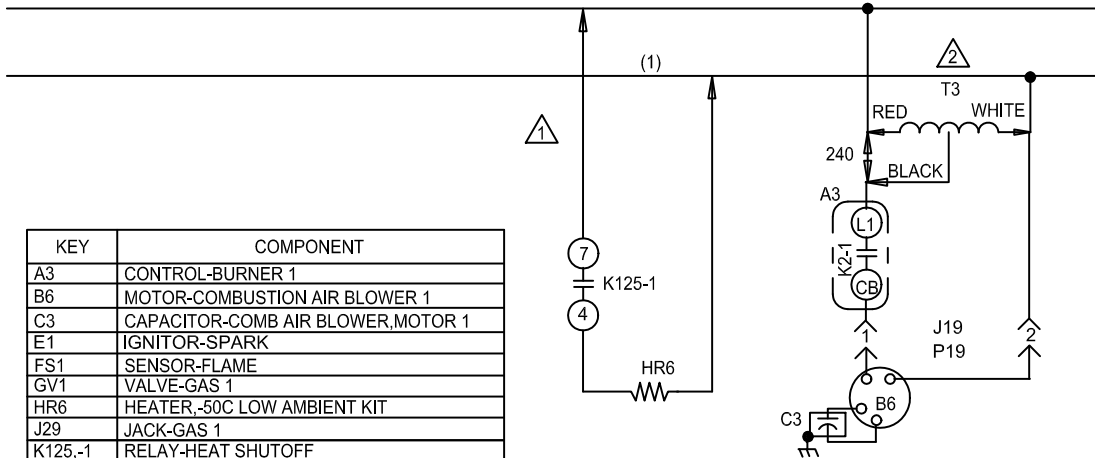 (1)
2
T3
RED WHITE
1
240
BLACK
A3
L1
K2-1
CB
7
K125-1
4
1
J19
P19
2
HR6
B6
C3
KEY COMPONENT
A3 CONTROL-BURNER 1
B6 MOTOR-COMBUSTION AIR BLOWER 1
C3 CAPACITOR-COMB AIR BLOWER,MOTOR 1
E1 IGNITOR-SPARK
FS1 SENSOR-FLAME
GV1 VALVE-GAS 1
HR6 HEATER,-50C LOW AMBIENT KIT
J29 JACK-GAS 1
K125,-1 RELAY-HEAT SHUTOFF